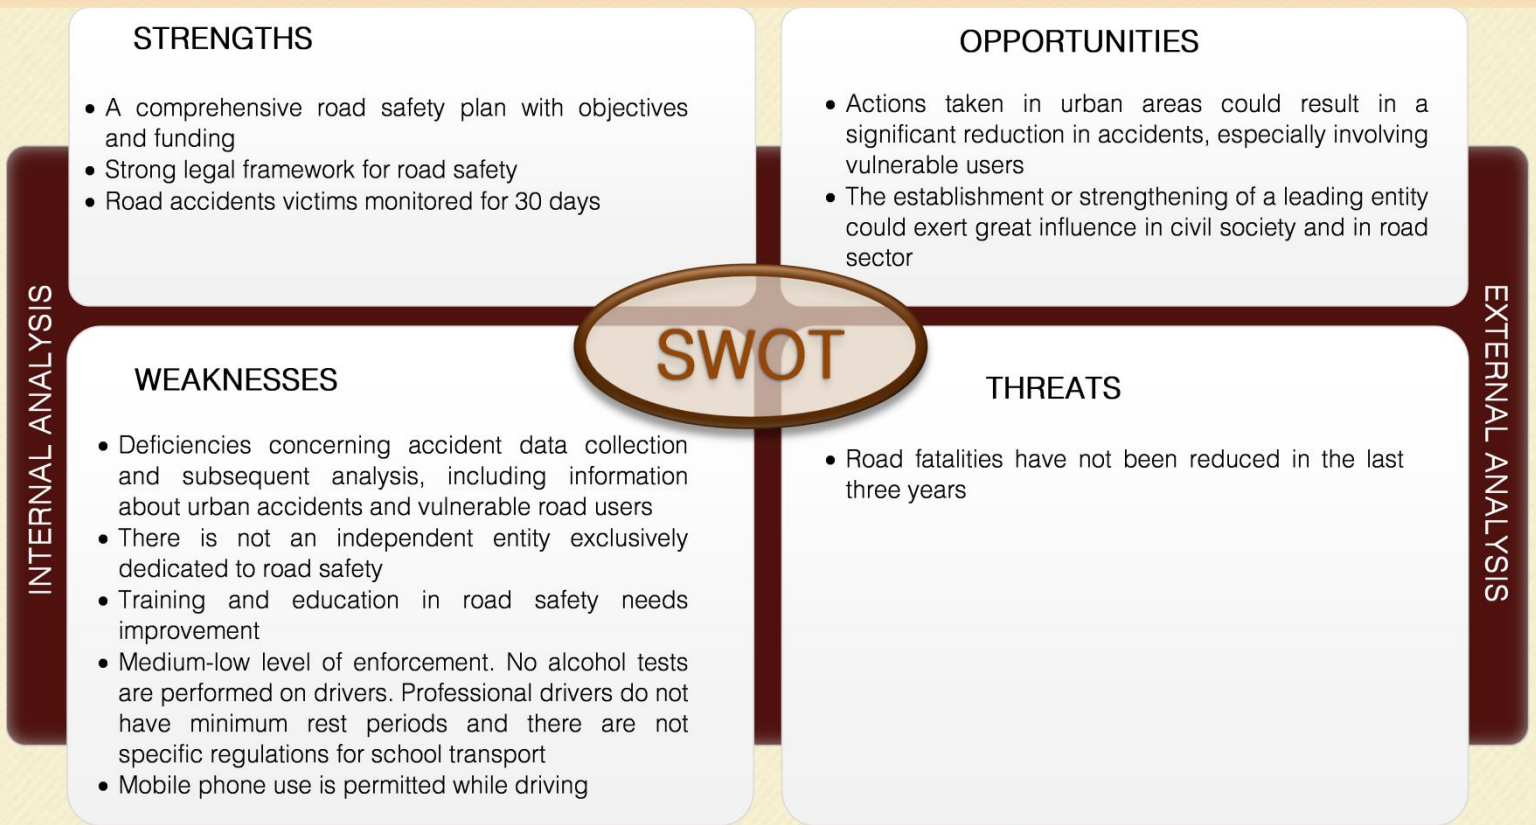 STRENGTHS
• A comprehensive road safety plan with objectives
and funding
• Strong legal framework for road safety
• Road accidents victims monitored for 30 days
OPPORTUNITIES
• Actions taken in urban areas could result in a
significant reduction in accidents, especially involving
vulnerable users
• The establishment or strengthening of a leading entity
could exert great influence in civil society and in road
sector
INTERNAL ANALYSIS
SWOT
EXTERNAL ANALYSIS
WEAKNESSES
• Deficiencies concerning accident data collection
and subsequent analysis, including information
about urban accidents and vulnerable road users
• There is not an independent entity exclusively
dedicated to road safety
• Training and education in road safety needs
improvement
• Medium-low level of enforcement. No alcohol tests
are performed on drivers. Professional drivers do not
have minimum rest periods and there are not
specific regulations for school transport
• Mobile phone use is permitted while driving
THREATS
• Road fatalities have not been reduced in the last
three years